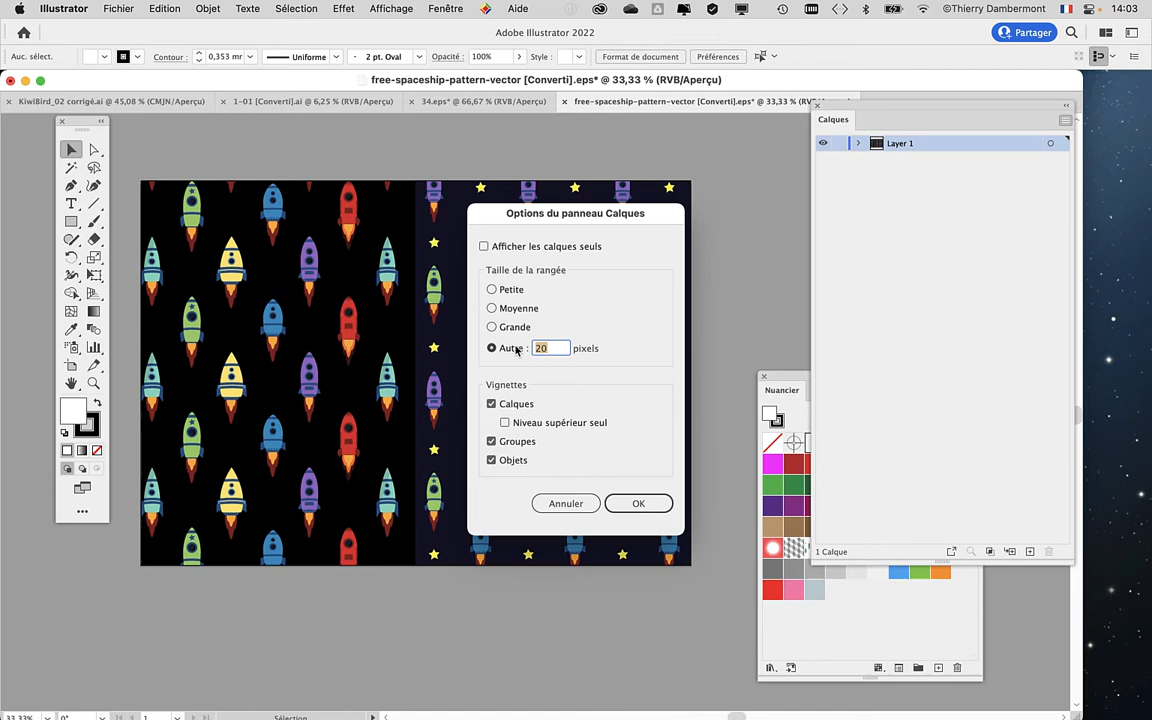 Illustrator Fichier Edition Objet Texte Sélection Effet Affichage Fenêtre Aide ©Thierry Dambermont 14:03
Adobe Illustrator 2022
Partager
Auc. sélect. Contour : 0,353 mm Uniforme 2 pt. Oval Opacité : 100% Style : Format de document Préférences
free-spaceship-pattern-vector [Converti].eps* @ 33,33 % (RVB/Aperçu)
KiwiBird_02 corrigé.ai @ 45,08 % (CMJN/Aperçu) 1-01 [Converti].ai @ 6,25 % (RVB/Aperçu) 34.eps* @ 66,67 % (RVB/Aperçu) free-spaceship-pattern-vector [Converti].eps* @ 33,33 %
Calques
Layer 1
Options du panneau Calques
Afficher les calques seuls
Taille de la rangée
Petite
Moyenne
Grande
Autre : 20 pixels
Vignettes
Calques
Niveau supérieur seul
Groupes
Objets
Annuler OK
Nuancier
1 Calque
33,33% 0° 1 Sélection